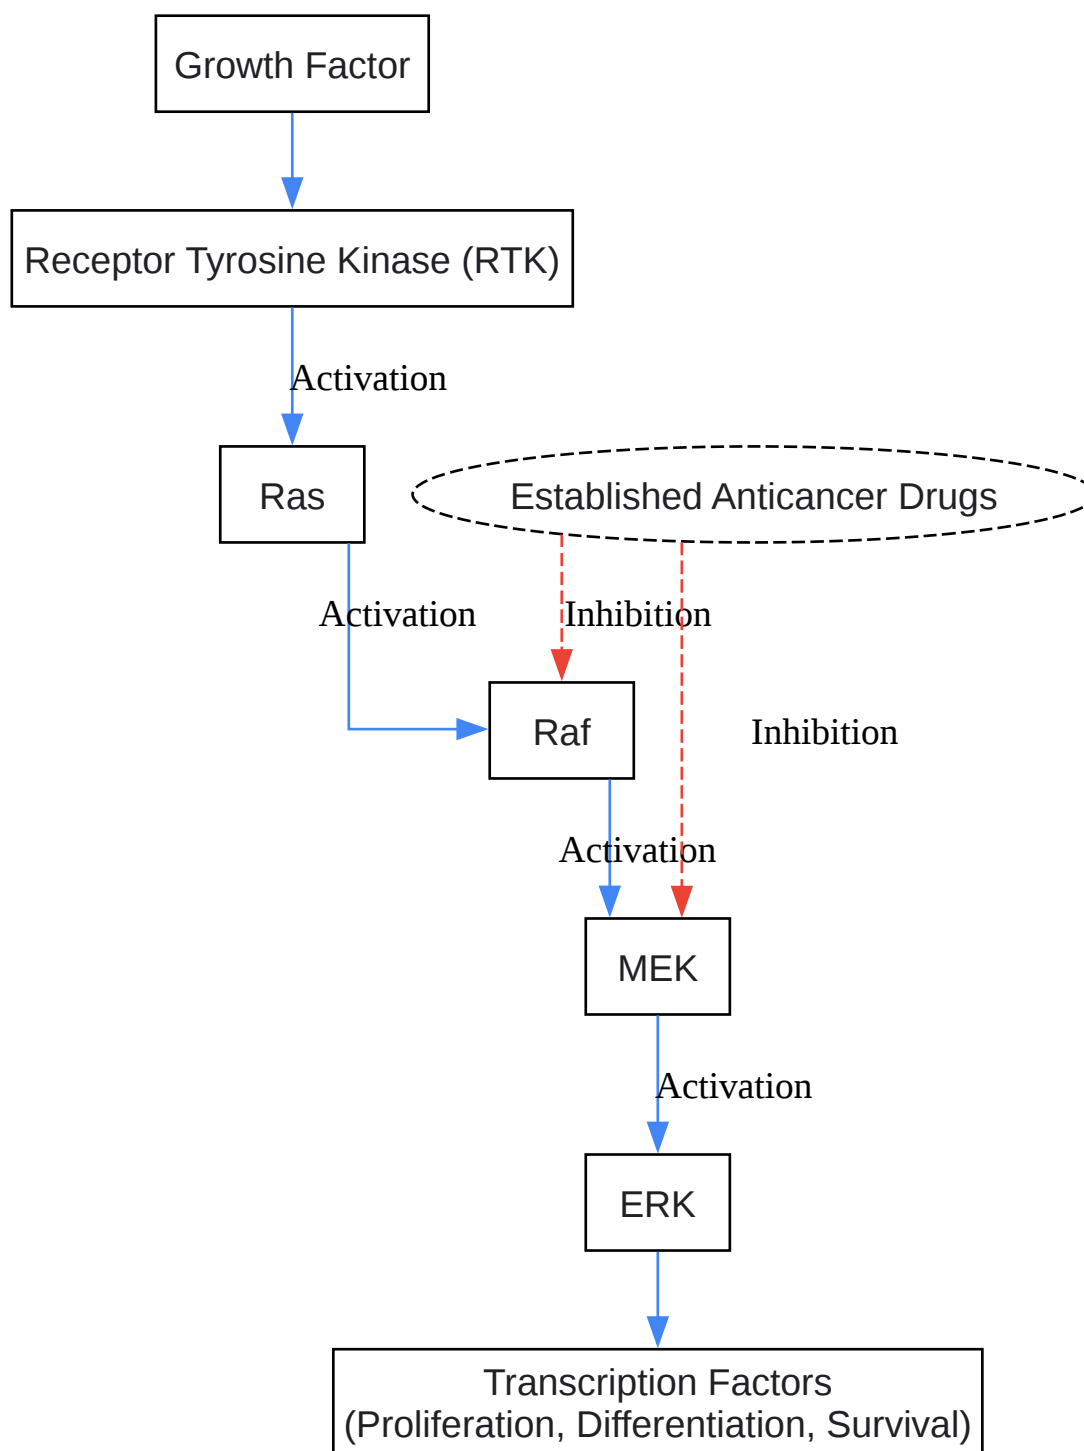 Growth Factor
Receptor Tyrosine Kinase (RTK)
Activation
Ras
Established Anticancer Drugs
Activation
Inhibition
Raf
Inhibition
Activation
MEK
Activation
ERK
Transcription Factors
(Proliferation, Differentiation, Survival)